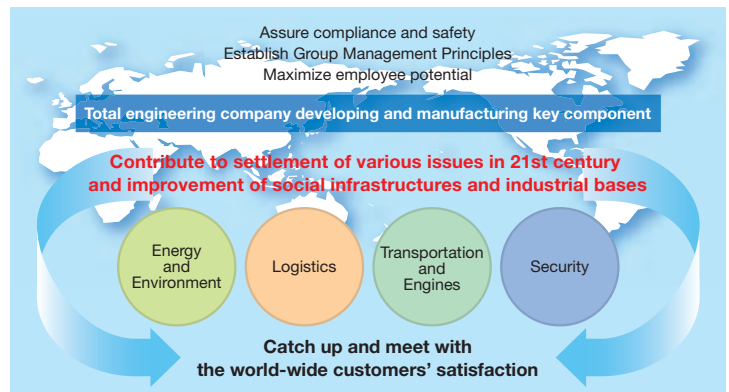 Assure compliance and safety
Establish Group Management Principles
Maximize employee potential
Total engineering company developing and manufacturing key component
Contribute to settlement of various issues in 21st century
and improvement of social infrastructures and industrial bases
Energy
and
Environment
Logistics
Transportation
and
Engines
Security
Catch up and meet with
the world-wide customers' satisfaction